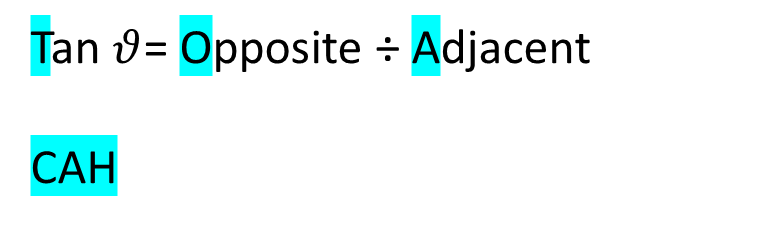 Tan 𝜗= Opposite ÷ Adjacent
CAH